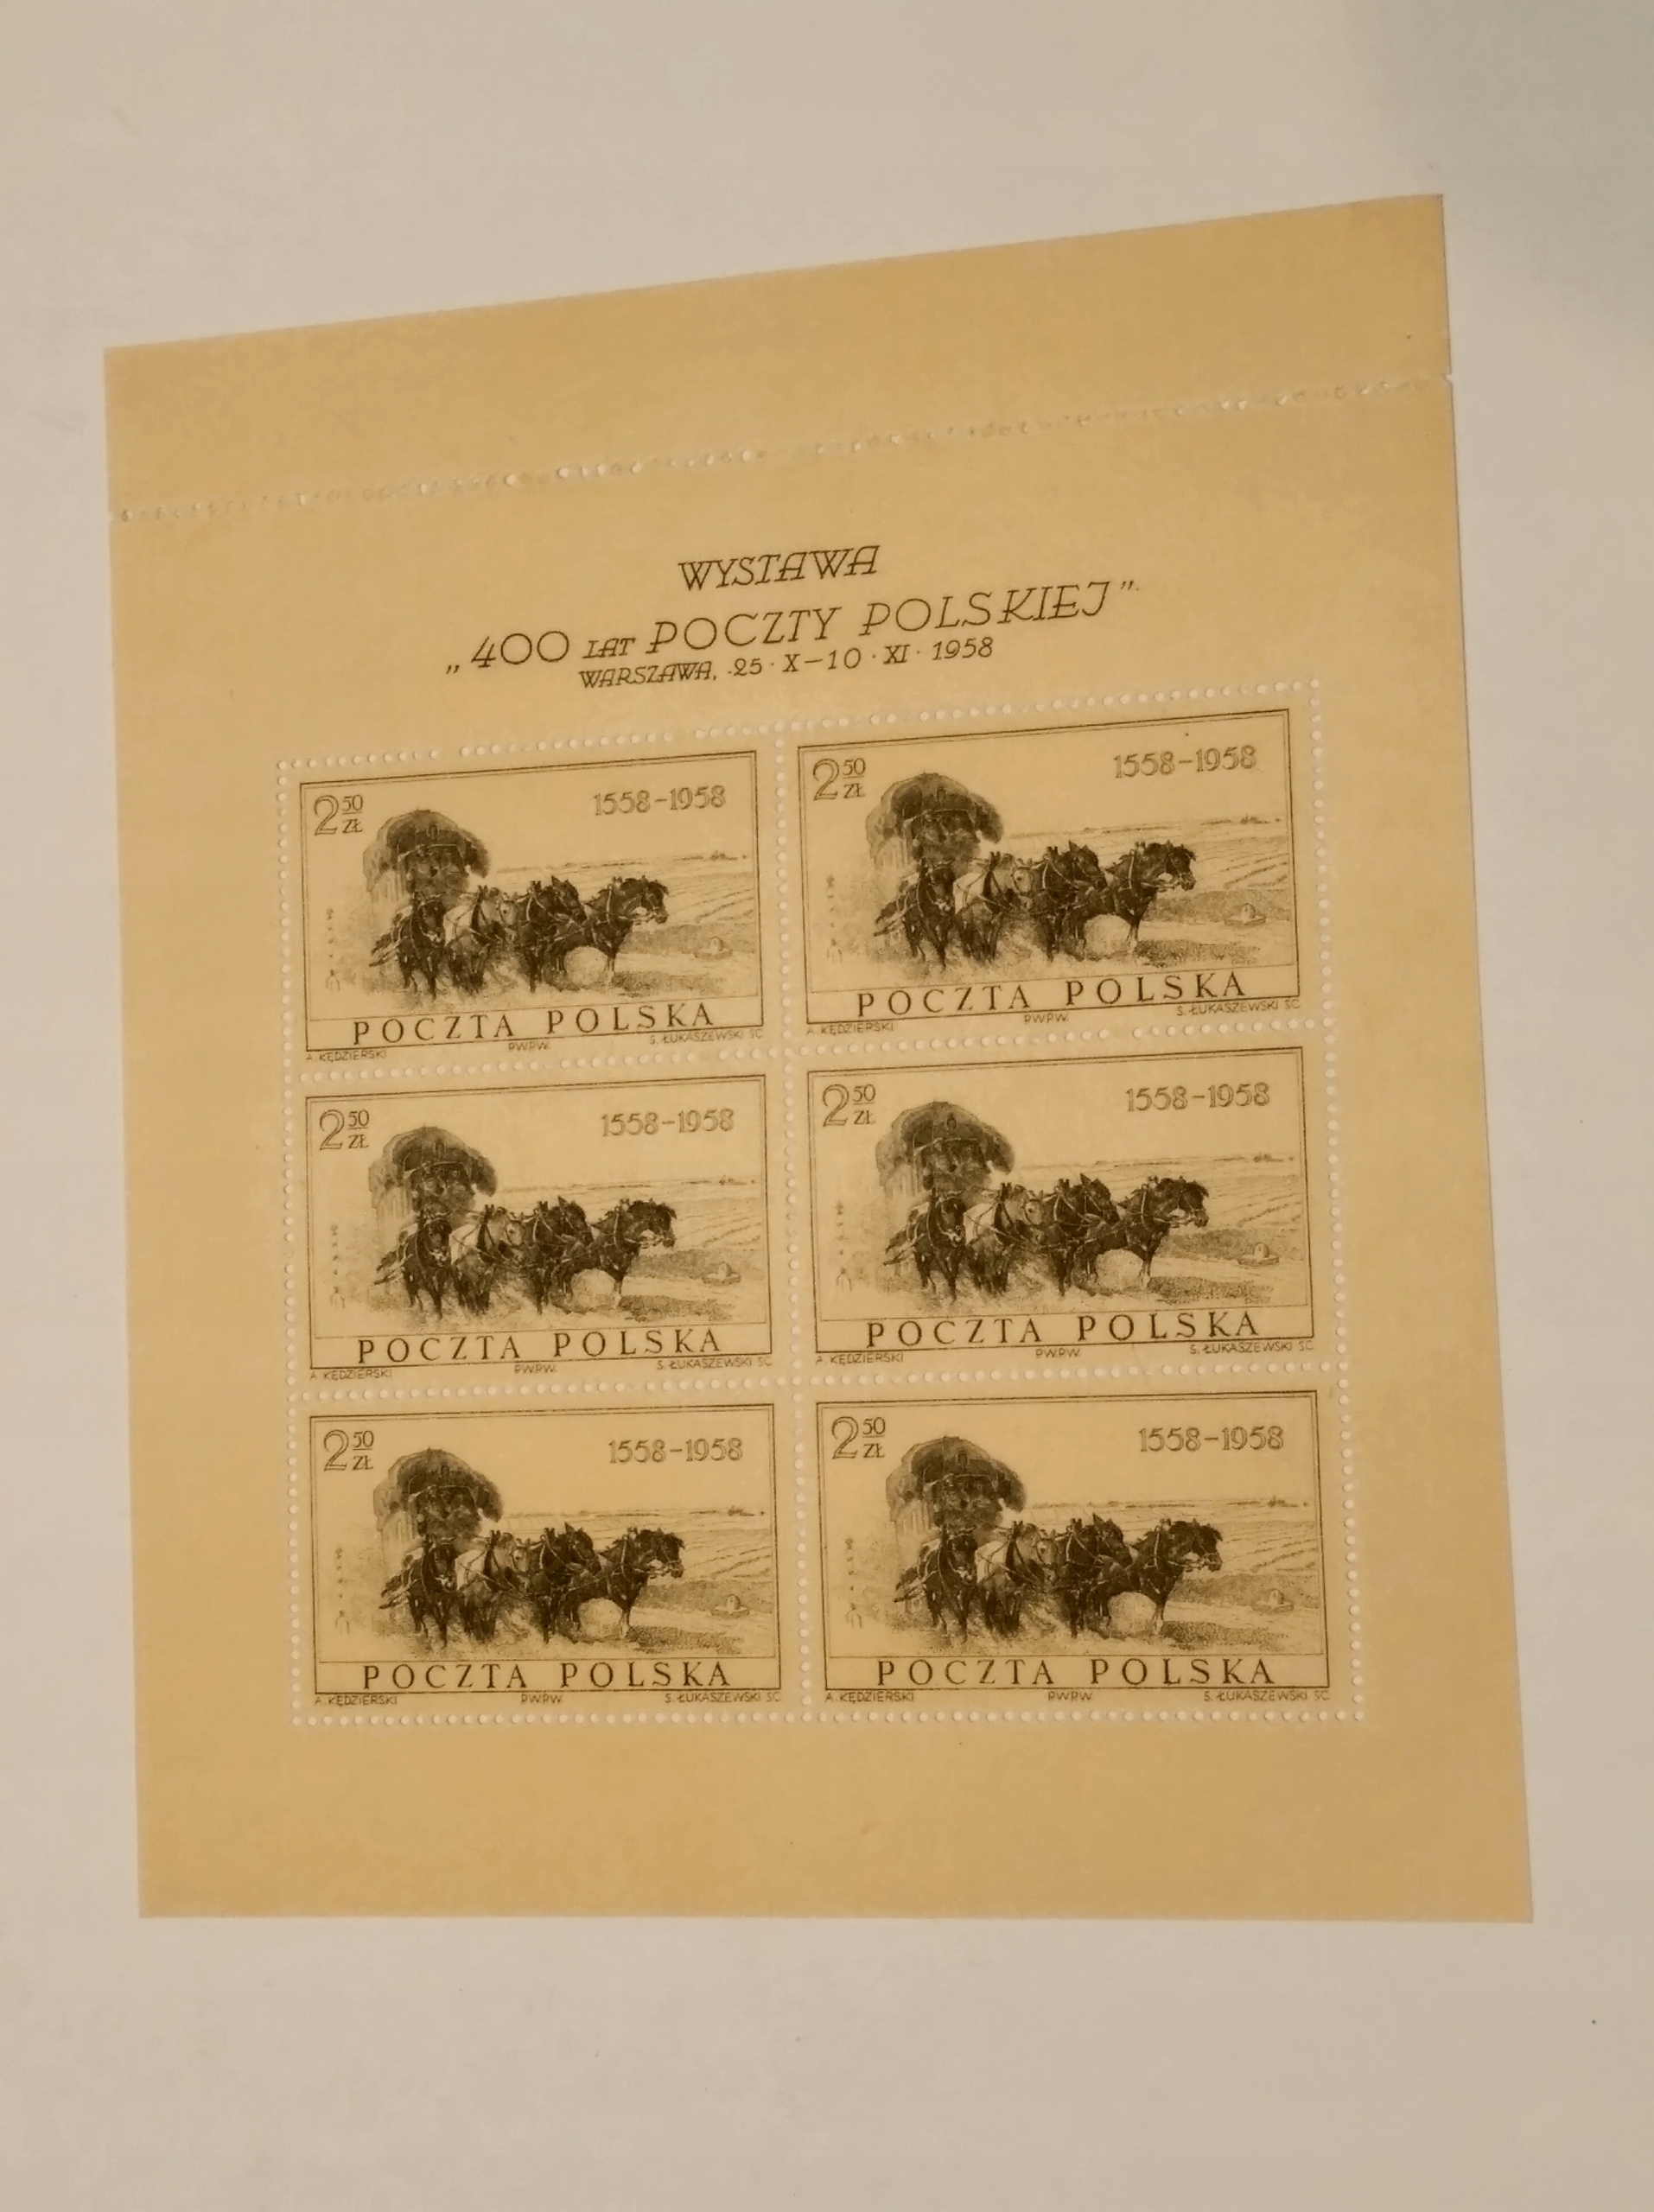 WYSTAWA
„400 LAT POCZTY POLSKIEJ”
WARSZAWA, 25·X–10·XI·1958
2 50 ZŁ 1558–1958
POCZTA POLSKA
A. KĘDZIERSKI PWPW. S. ŁUKASZEWSKI SC
2 50 ZŁ 1558–1958
POCZTA POLSKA
A. KĘDZIERSKI PWPW. S. ŁUKASZEWSKI SC
2 50 ZŁ 1558–1958
POCZTA POLSKA
A. KĘDZIERSKI PWPW. S. ŁUKASZEWSKI SC
2 50 ZŁ 1558–1958
POCZTA POLSKA
A. KĘDZIERSKI PWPW. S. ŁUKASZEWSKI SC
2 50 ZŁ 1558–1958
POCZTA POLSKA
A. KĘDZIERSKI PWPW. S. ŁUKASZEWSKI SC
2 50 ZŁ 1558–1958
POCZTA POLSKA
A. KĘDZIERSKI PWPW. S. ŁUKASZEWSKI SC